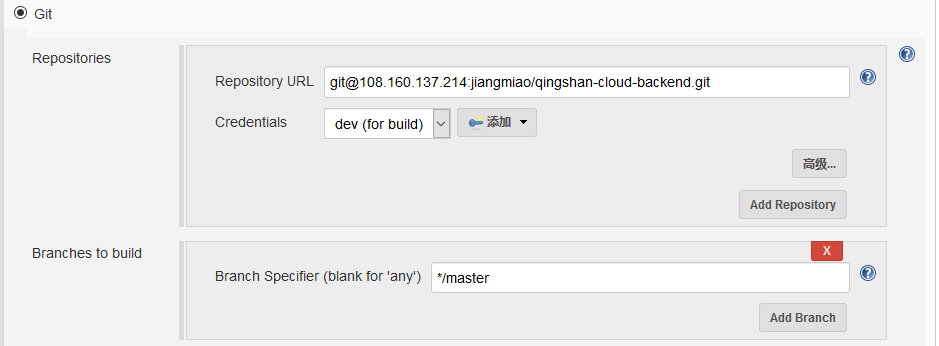 Git
Repositories
Repository URL git@108.160.137.214:jiangmiao/qingshan-cloud-backend.git
Credentials dev (for build) 添加
高级...
Add Repository
Branches to build
X
Branch Specifier (blank for 'any') */master
Add Branch